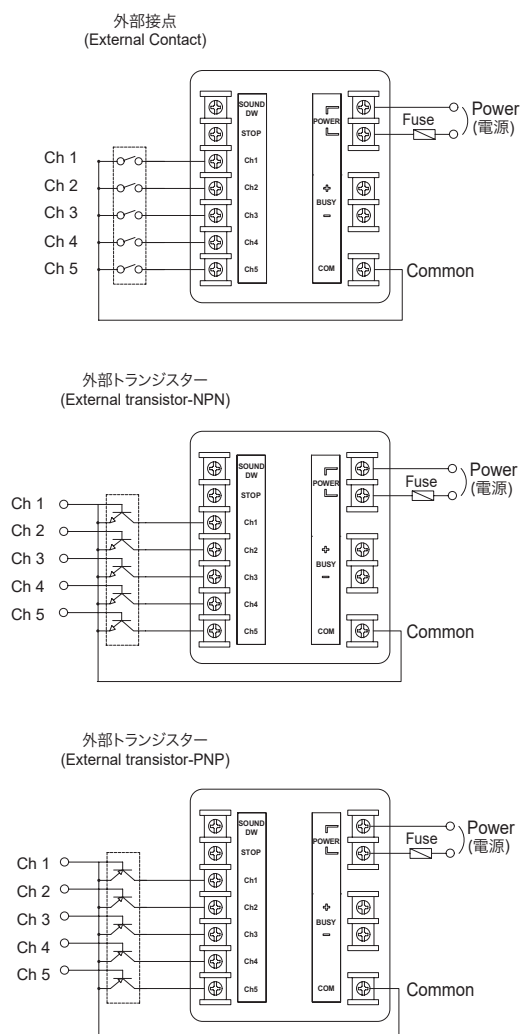 外部接点
(External Contact)
SOUND
DW
STOP
Ch1
Ch2
Ch3
Ch4
Ch5
POWER
+
BUSY
−
COM
Ch 1
Ch 2
Ch 3
Ch 4
Ch 5
Fuse
Power
(電源)
Common
外部トランジスター
(External transistor-NPN)
SOUND
DW
STOP
Ch1
Ch2
Ch3
Ch4
Ch5
POWER
+
BUSY
−
COM
Ch 1
Ch 2
Ch 3
Ch 4
Ch 5
Fuse
Power
(電源)
Common
外部トランジスター
(External transistor-PNP)
SOUND
DW
STOP
Ch1
Ch2
Ch3
Ch4
Ch5
POWER
+
BUSY
−
COM
Ch 1
Ch 2
Ch 3
Ch 4
Ch 5
Fuse
Power
(電源)
Common